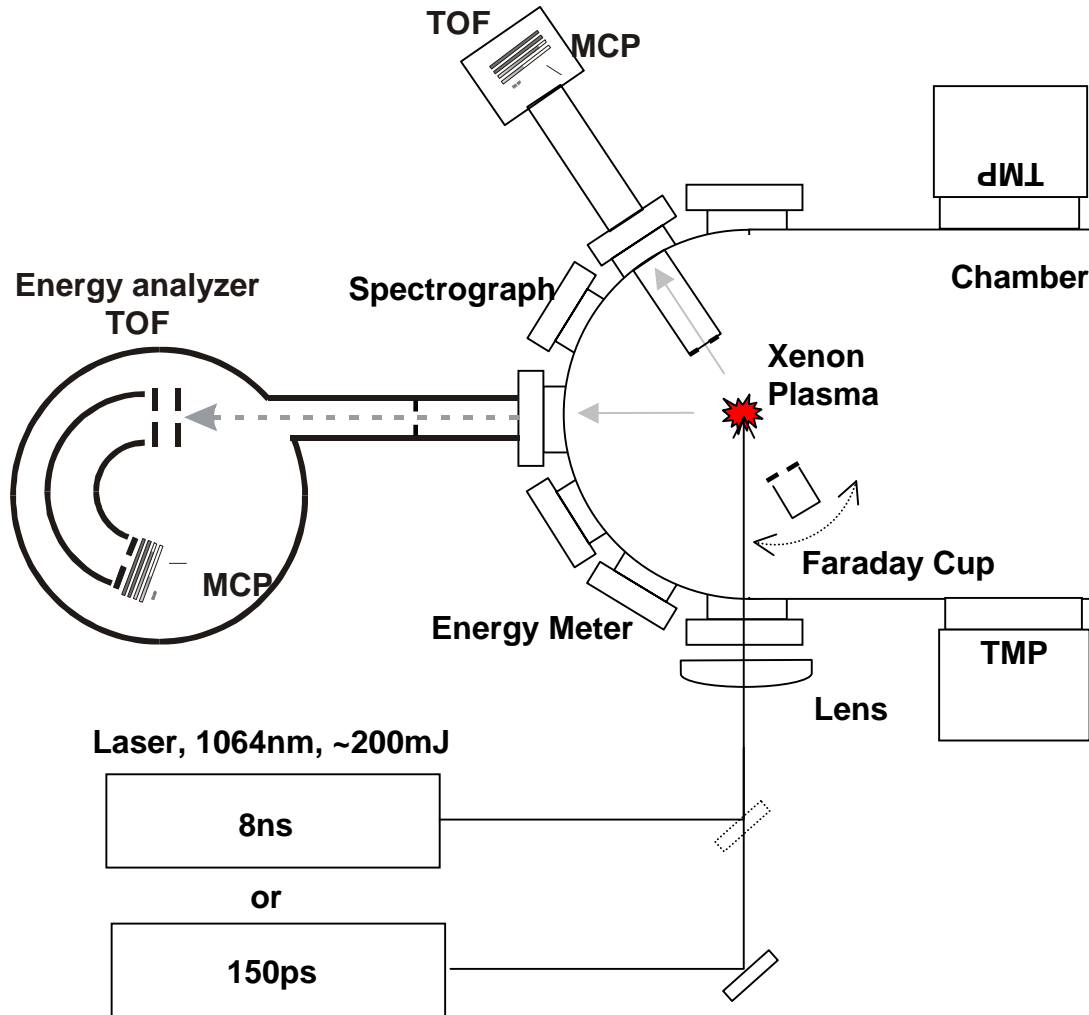 TOF
MCP
TMP
Energy analyzer
TOF
Spectrograph
Chamber
Xenon
Plasma
MCP
Faraday Cup
Energy Meter
TMP
Lens
Laser, 1064nm, ~200mJ
8ns
or
150ps